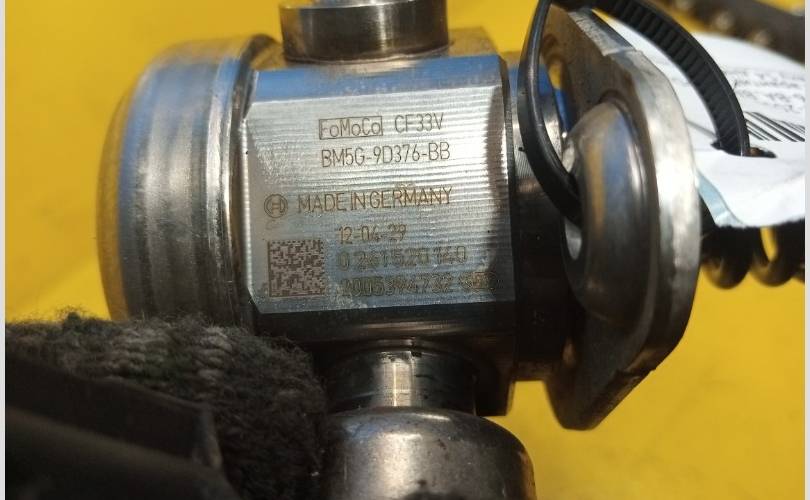 FoMoCo CF33V
BM5G-9D376-BB
MADE IN GERMANY
12-04-29
0 261 520 140